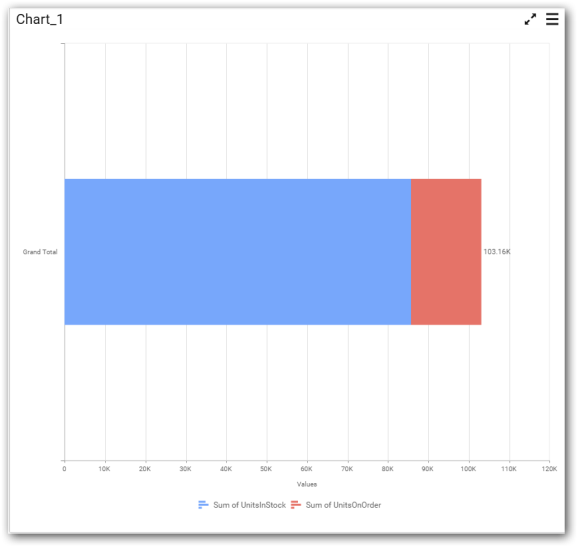 Chart_1
Grand Total
103.16K
0 10K 20K 30K 40K 50K 60K 70K 80K 90K 100K 110K 120K
Values
Sum of UnitsInStock Sum of UnitsOnOrder